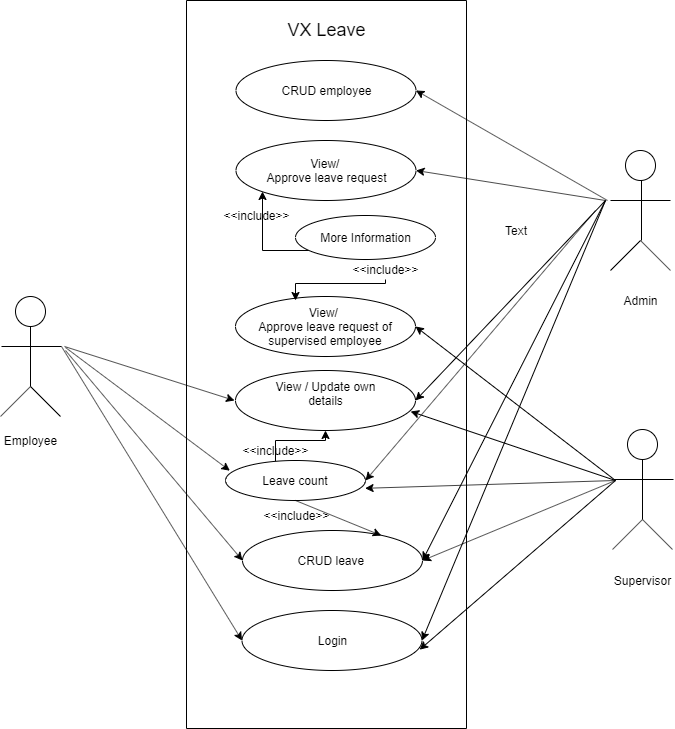 VX Leave
CRUD employee
View/
Approve leave request
<<include>>
More Information
Text
<<include>>
Admin
View/
Approve leave request of
supervised employee
View / Update own
details
Employee
<<include>>
Leave count
<<include>>
CRUD leave
Supervisor
Login